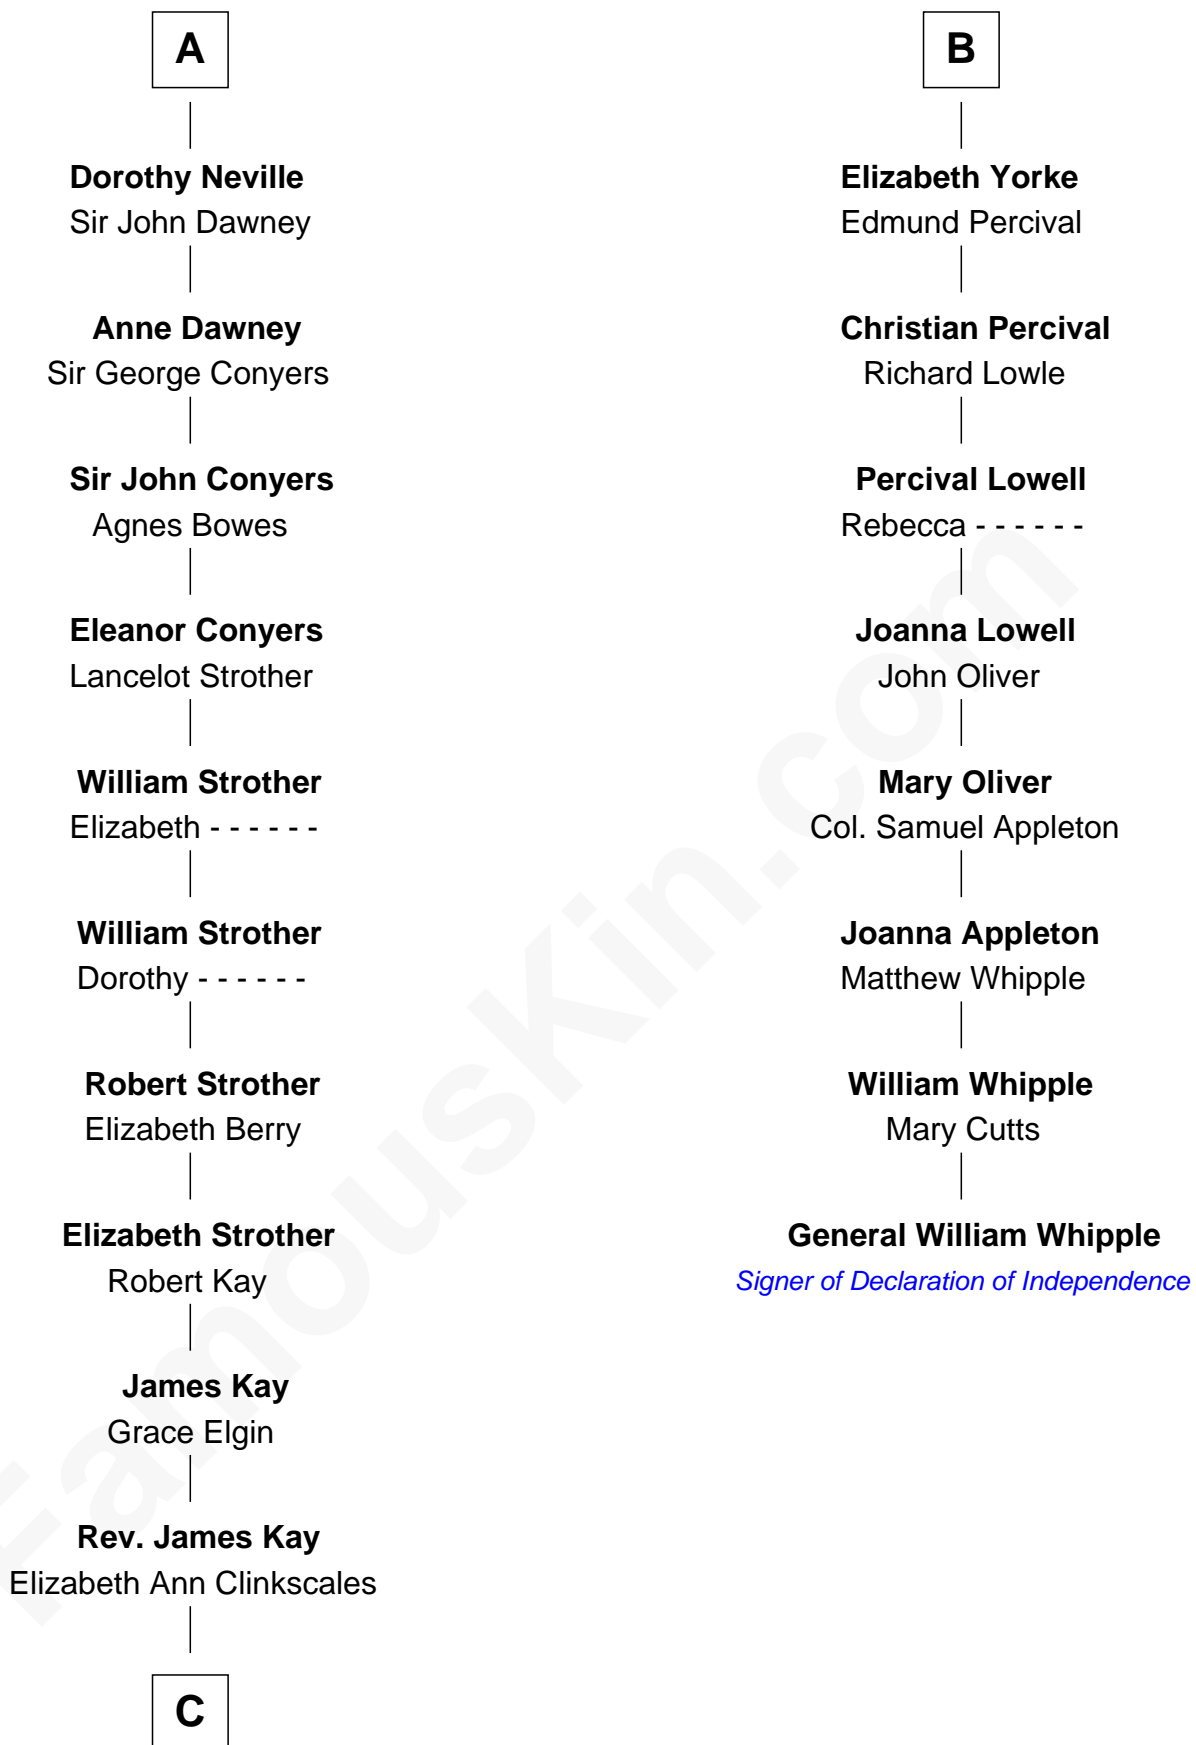 A
Dorothy Neville
Sir John Dawney
Anne Dawney
Sir George Conyers
Sir John Conyers
Agnes Bowes
Eleanor Conyers
Lancelot Strother
William Strother
Elizabeth - - - - - -
William Strother
Dorothy - - - - - -
Robert Strother
Elizabeth Berry
Elizabeth Strother
Robert Kay
James Kay
Grace Elgin
Rev. James Kay
Elizabeth Ann Clinkscales
C
B
Elizabeth Yorke
Edmund Percival
Christian Percival
Richard Lowle
Percival Lowell
Rebecca - - - - - -
Joanna Lowell
John Oliver
Mary Oliver
Col. Samuel Appleton
Joanna Appleton
Matthew Whipple
William Whipple
Mary Cutts
General William Whipple
Signer of Declaration of Independence
FamousKin.com